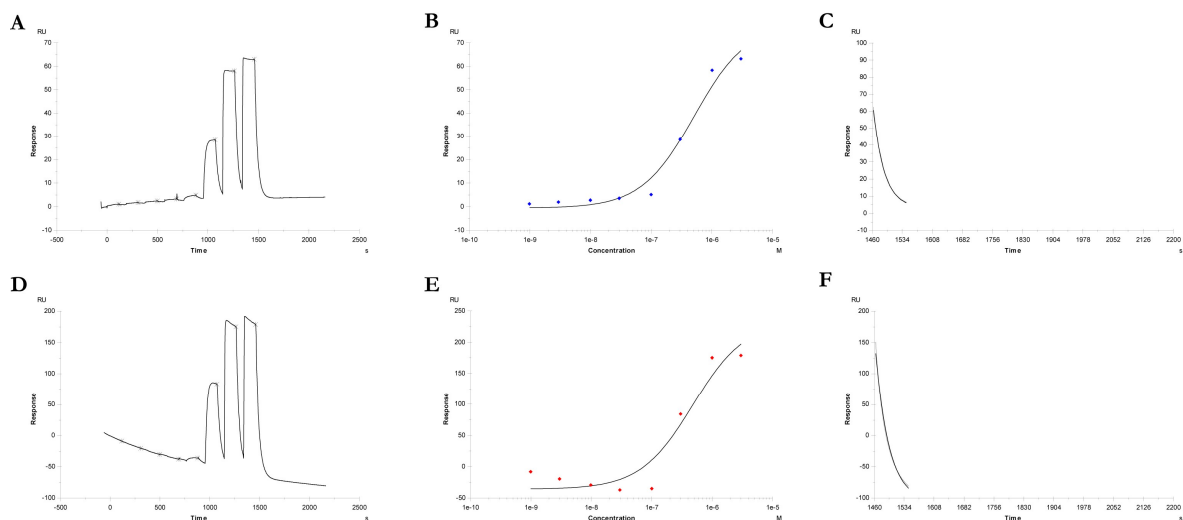 A
RU
70
60
50
40
30
20
10
0
-10
Response
-500 0 500 1000 1500 2000 2500
Time s
B
RU
70
60
50
40
30
20
10
0
-10
Response
1e-10 1e-9 1e-8 1e-7 1e-6 1e-5
Concentration M
C
RU
100
90
80
70
60
50
40
30
20
10
0
-10
Response
1460 1534 1608 1682 1756 1830 1904 1978 2052 2126 2200
Time s
D
RU
200
150
100
50
0
-50
-100
Response
-500 0 500 1000 1500 2000 2500
Time s
E
RU
250
200
150
100
50
0
-50
Response
1e-10 1e-9 1e-8 1e-7 1e-6 1e-5
Concentration M
F
RU
200
150
100
50
0
-50
-100
Response
1460 1534 1608 1682 1756 1830 1904 1978 2052 2126 2200
Time s